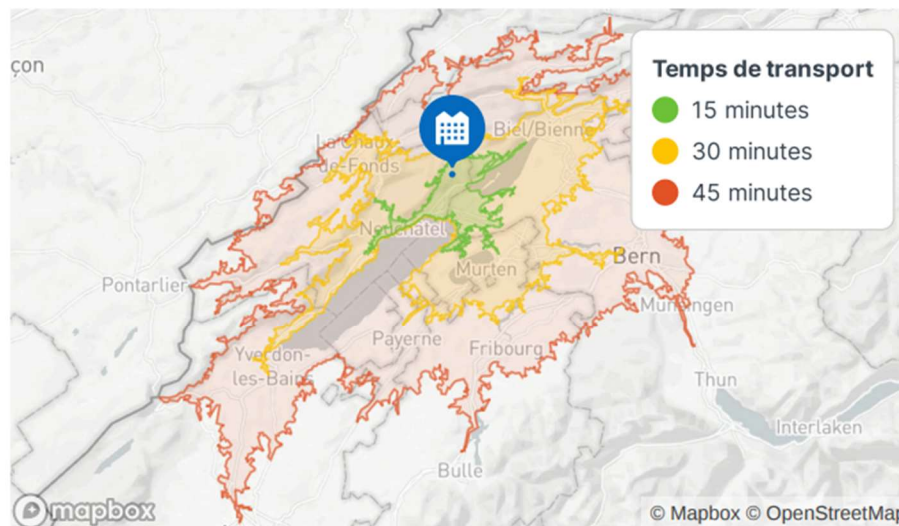 çon
Temps de transport
15 minutes
30 minutes
45 minutes
Biel/Bienne
La Chaux-
de-Fonds
Neuchâtel
Bern
Murten
Pontarlier
Münsingen
Payerne
Fribourg
Yverdon-
les-Bains
Thun
Interlaken
Bulle
mapbox
© Mapbox © OpenStreetMap